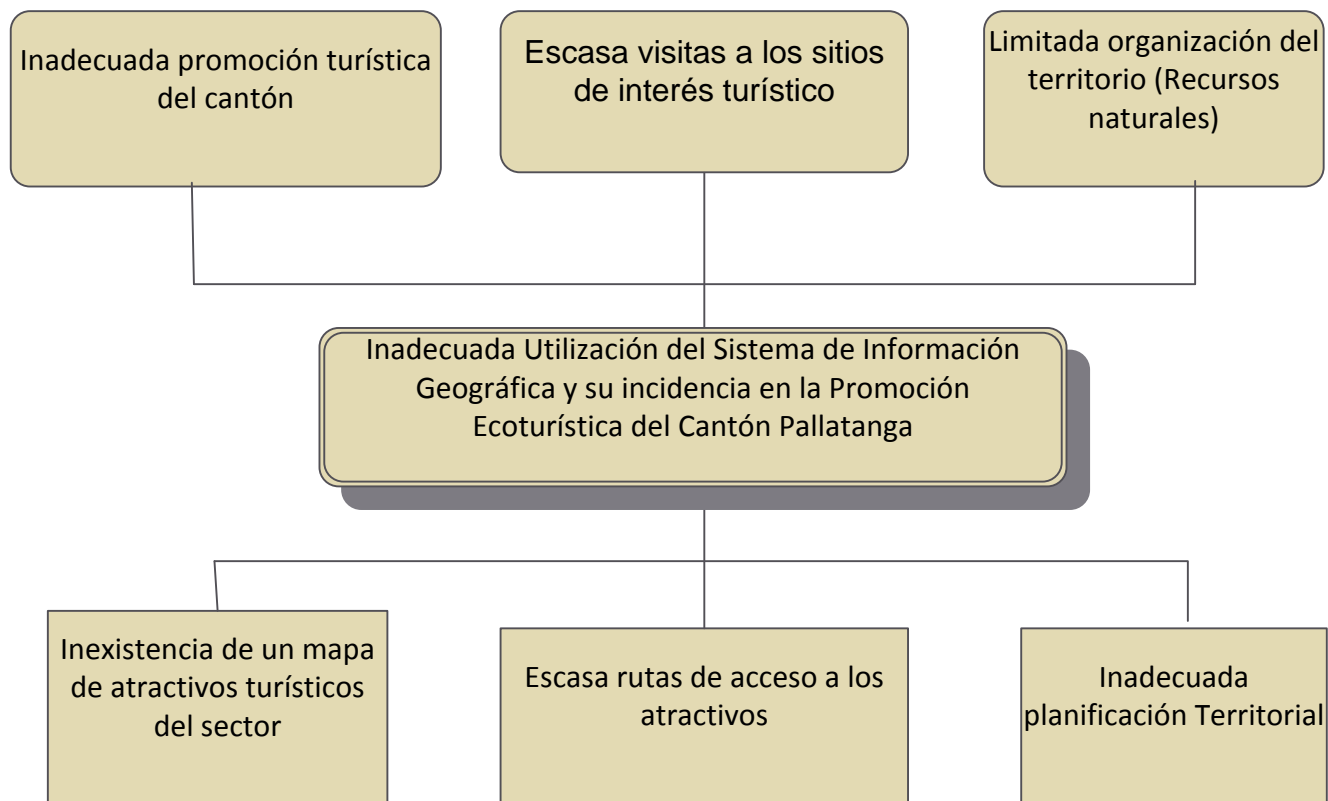 Inadecuada promoción turística
del cantón
Escasa visitas a los sitios
de interés turístico
Limitada organización del
territorio (Recursos
naturales)
Inadecuada Utilización del Sistema de Información
Geográfica y su incidencia en la Promoción
Ecoturística del Cantón Pallatanga
Inexistencia de un mapa
de atractivos turísticos
del sector
Escasa rutas de acceso a los
atractivos
Inadecuada
planificación Territorial